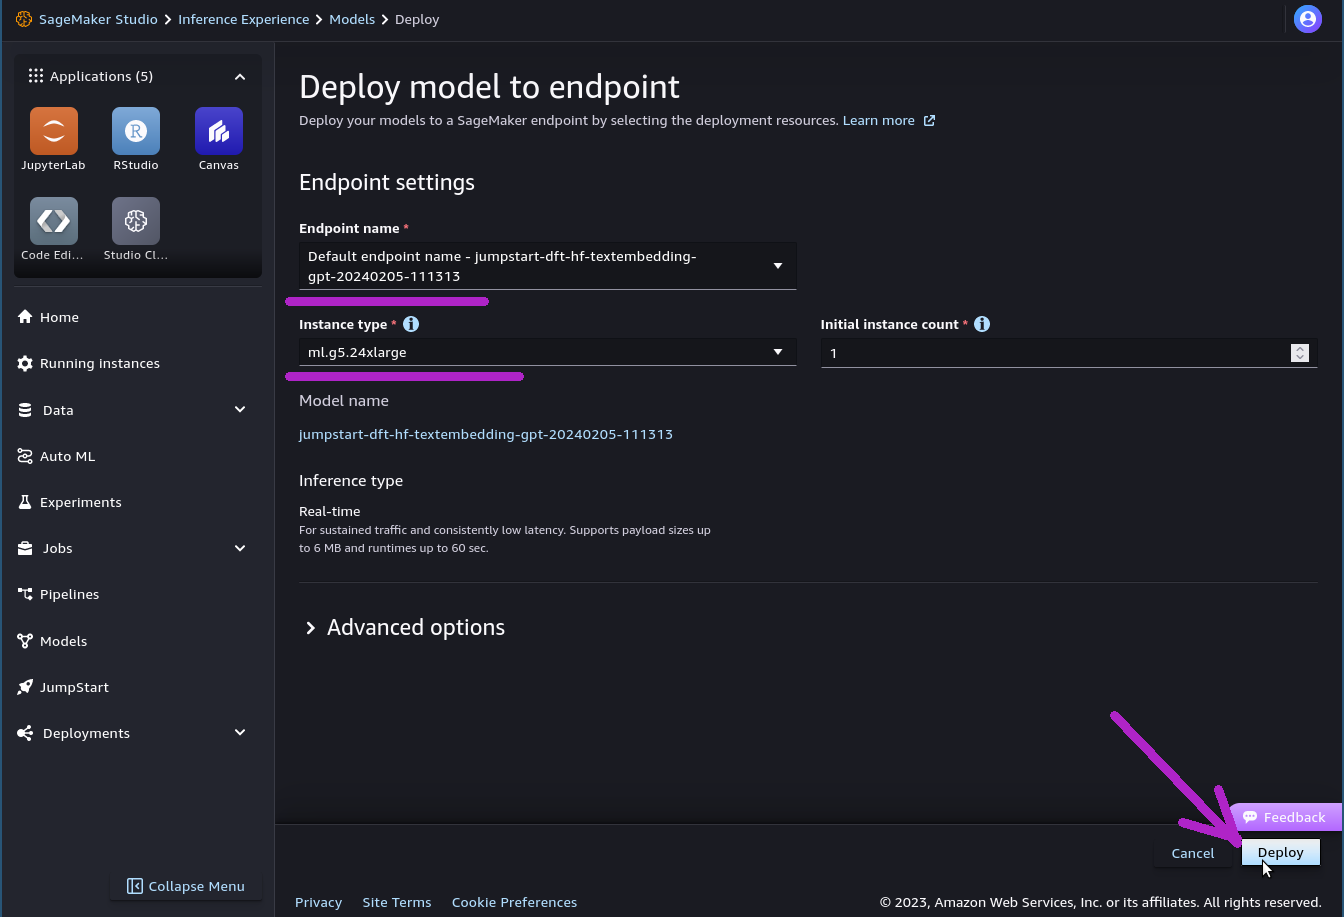 SageMaker Studio > Inference Experience > Models > Deploy
Applications (5)
JupyterLab
RStudio
Canvas
Code Edi...
Studio Cl...
Home
Running instances
Data
Auto ML
Experiments
Jobs
Pipelines
Models
JumpStart
Deployments
Collapse Menu
Deploy model to endpoint
Deploy your models to a SageMaker endpoint by selecting the deployment resources. Learn more
Endpoint settings
Endpoint name *
Default endpoint name - jumpstart-dft-hf-textembedding-
gpt-20240205-111313
Instance type *
ml.g5.24xlarge
Initial instance count *
1
Model name
jumpstart-dft-hf-textembedding-gpt-20240205-111313
Inference type
Real-time
For sustained traffic and consistently low latency. Supports payload sizes up
to 6 MB and runtimes up to 60 sec.
Advanced options
Feedback
Cancel
Deploy
Privacy
Site Terms
Cookie Preferences
© 2023, Amazon Web Services, Inc. or its affiliates. All rights reserved.